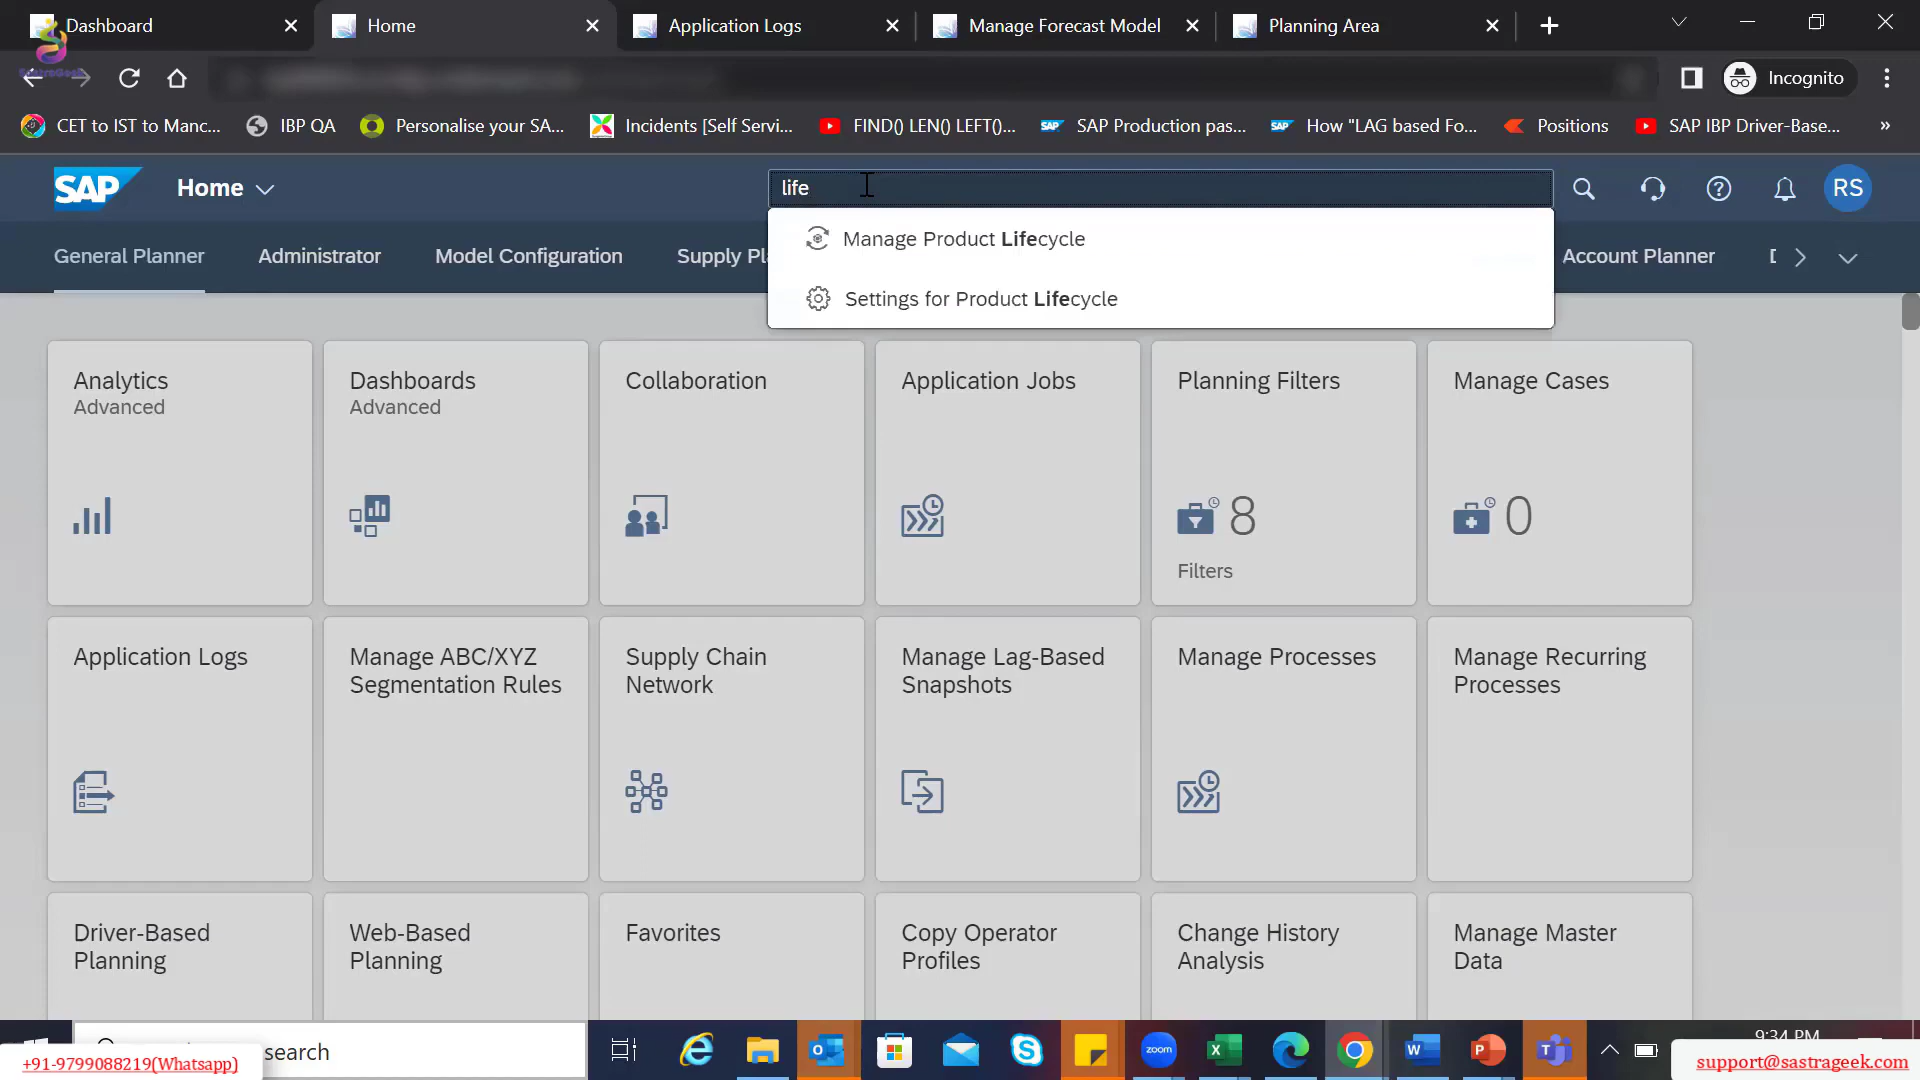 Dashboard
Home
Application Logs
Manage Forecast Model
Planning Area
Incognito
CET to IST to Manc...
IBP QA
Personalise your SA...
Incidents [Self Servi...
FIND() LEN() LEFT()...
SAP Production pas...
How "LAG based Fo...
Positions
SAP IBP Driver-Base...
»
SAP
Home
life
RS
General Planner
Administrator
Model Configuration
Supply Pl
Account Planner
Manage Product Lifecycle
Settings for Product Lifecycle
Analytics
Advanced
Dashboards
Advanced
Collaboration
Application Jobs
Planning Filters
8
Filters
Manage Cases
0
Application Logs
Manage ABC/XYZ
Segmentation Rules
Supply Chain
Network
Manage Lag-Based
Snapshots
Manage Processes
Manage Recurring
Processes
Driver-Based
Planning
Web-Based
Planning
Favorites
Copy Operator
Profiles
Change History
Analysis
Manage Master
Data
search
zoom
9:34 PM
+91-9799088219(Whatsapp)
support@sastrageek.com